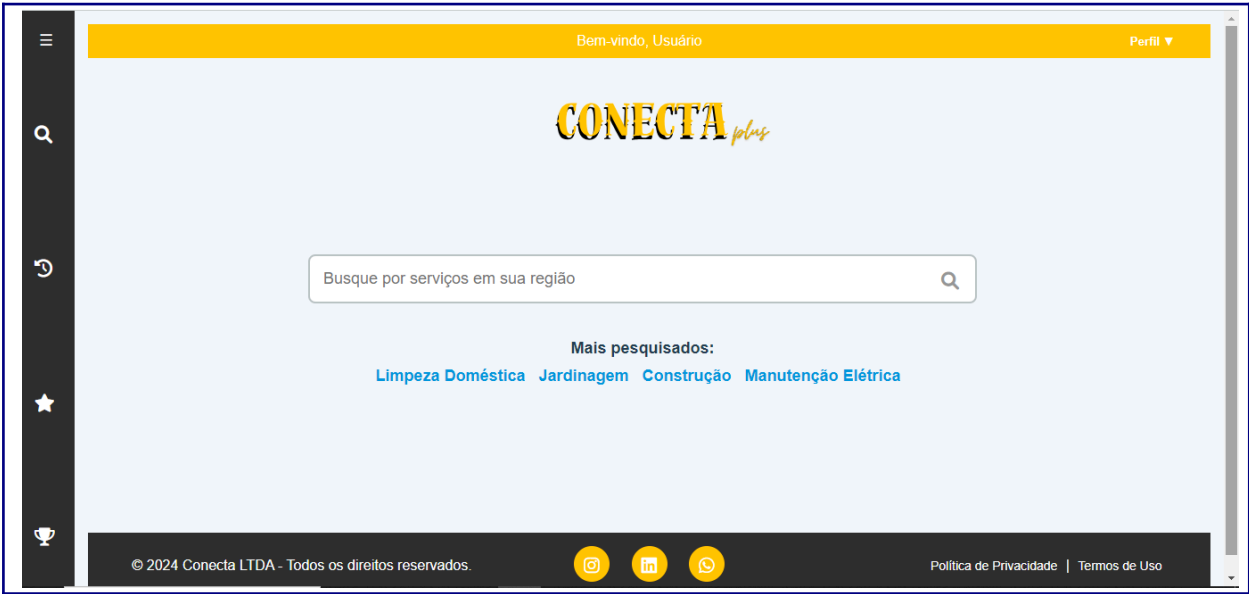 Bem-vindo, Usuário
Perfil ▼
CONECTA plus
Busque por serviços em sua região
Mais pesquisados:
Limpeza Doméstica Jardinagem Construção Manutenção Elétrica
© 2024 Conecta LTDA - Todos os direitos reservados.
Política de Privacidade | Termos de Uso